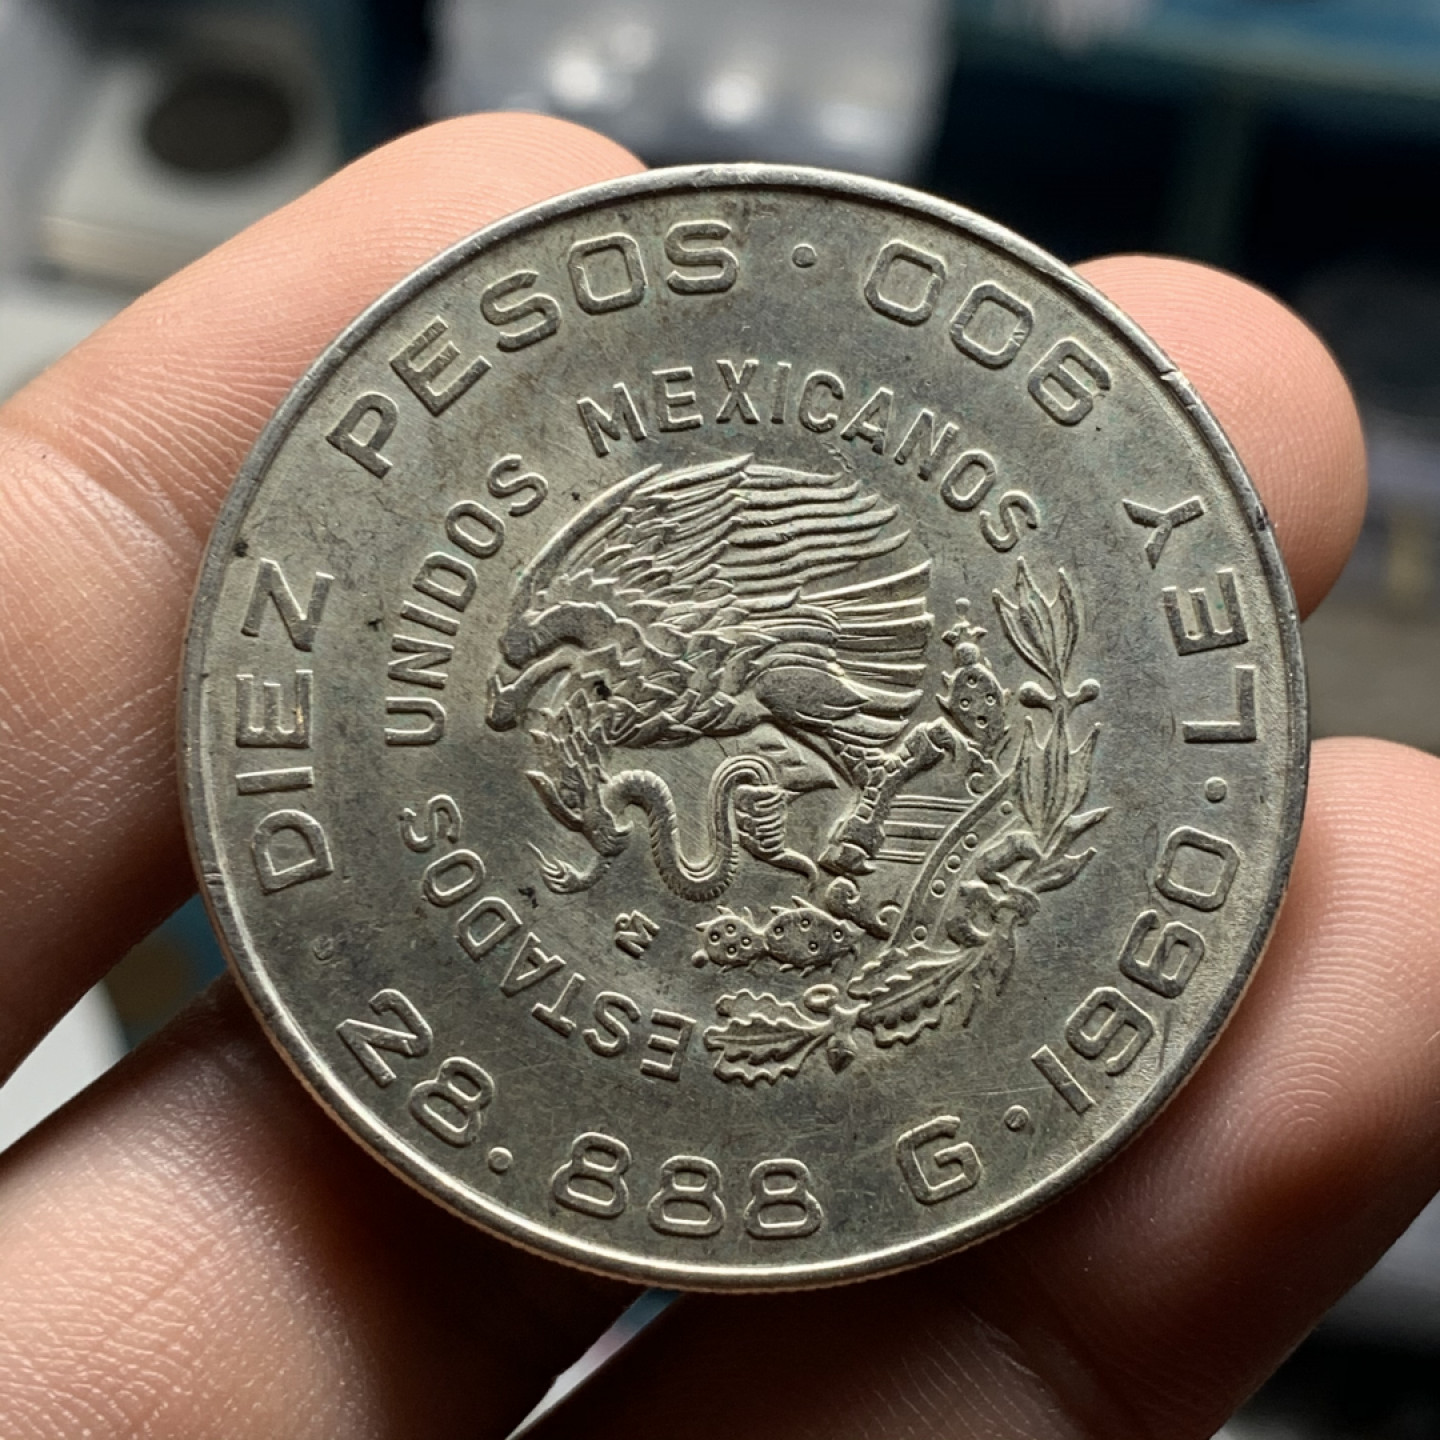 DIEZ PESOS
ESTADOS UNIDOS MEXICANOS
M̊
· 28.888 G · 1960 · LEY 900 ·